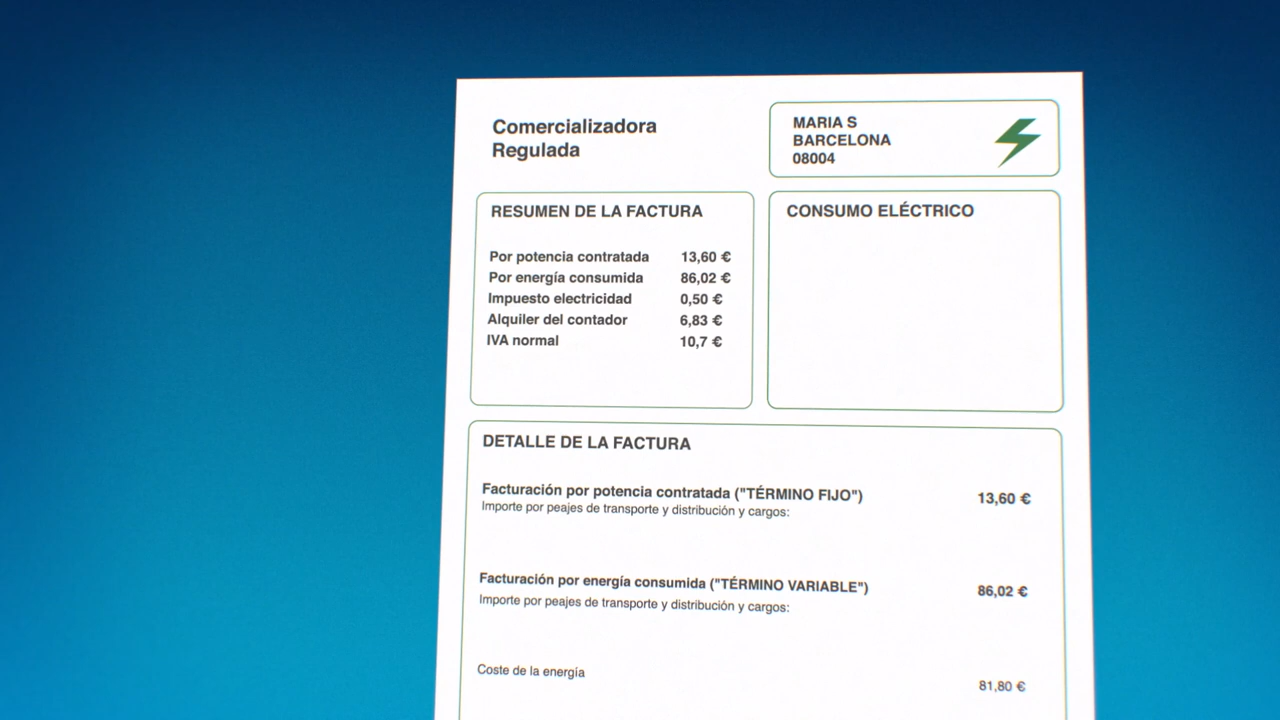 Comercializadora
Regulada
MARIA S
BARCELONA
08004
RESUMEN DE LA FACTURA
Por potencia contratada 13,60 €
Por energía consumida 86,02 €
Impuesto electricidad 0,50 €
Alquiler del contador 6,83 €
IVA normal 10,7 €
CONSUMO ELÉCTRICO
DETALLE DE LA FACTURA
Facturación por potencia contratada ("TÉRMINO FIJO") 13,60 €
Importe por peajes de transporte y distribución y cargos:
Facturación por energía consumida ("TÉRMINO VARIABLE") 86,02 €
Importe por peajes de transporte y distribución y cargos:
Coste de la energía 81,80 €